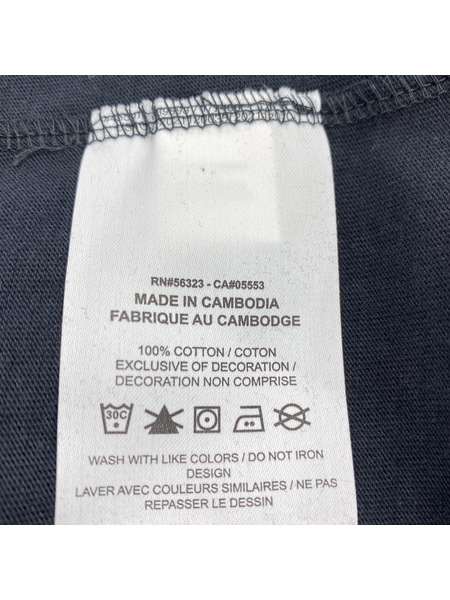 RN#56323 - CA#05553
MADE IN CAMBODIA
FABRIQUE AU CAMBODGE
100% COTTON / COTON
EXCLUSIVE OF DECORATION /
DECORATION NON COMPRISE
30C
WASH WITH LIKE COLORS / DO NOT IRON
DESIGN
LAVER AVEC COULEURS SIMILAIRES / NE PAS
REPASSER LE DESSIN